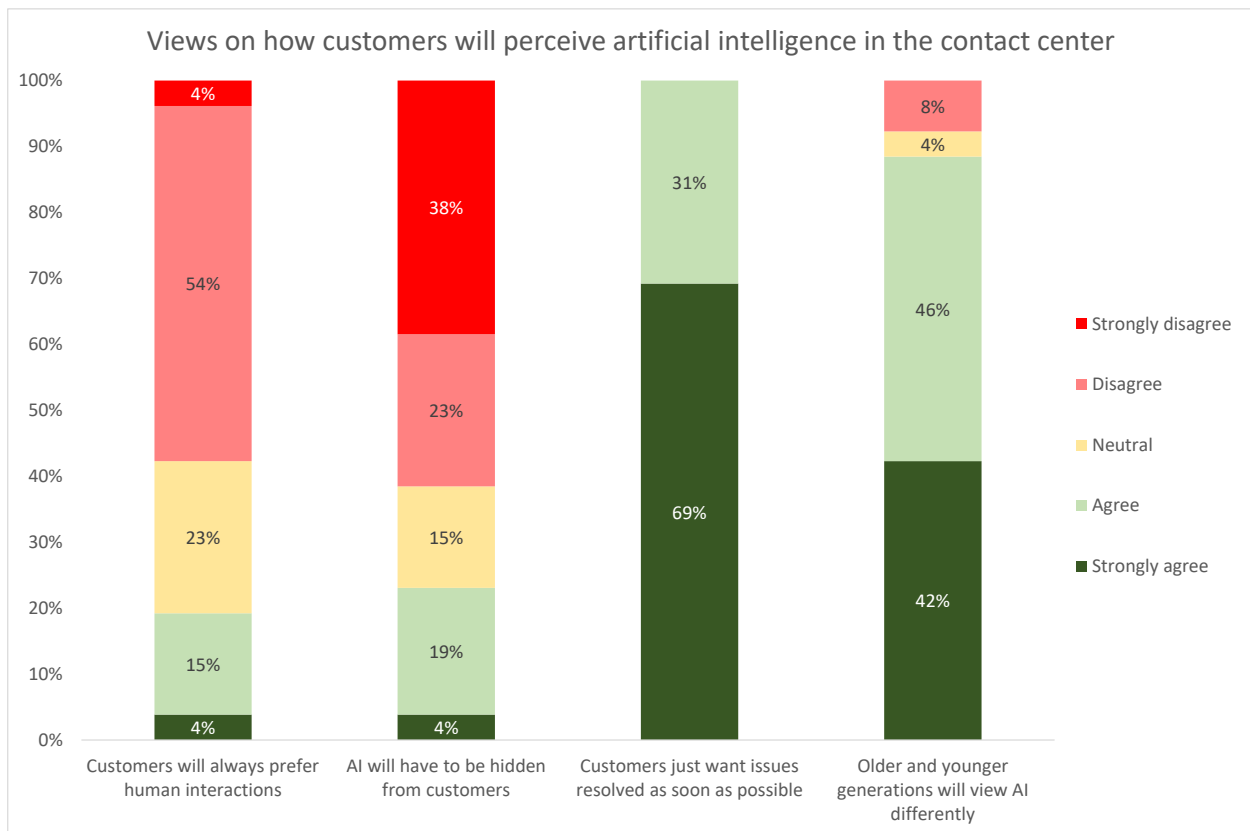 Views on how customers will perceive artificial intelligence in the contact center
100%
90%
80%
70%
60%
50%
40%
30%
20%
10%
0%
4%
54%
23%
15%
4%
38%
23%
15%
19%
4%
31%
69%
8%
4%
46%
42%
Customers will always prefer
human interactions
AI will have to be hidden
from customers
Customers just want issues
resolved as soon as possible
Older and younger
generations will view AI
differently
Strongly disagree
Disagree
Neutral
Agree
Strongly agree